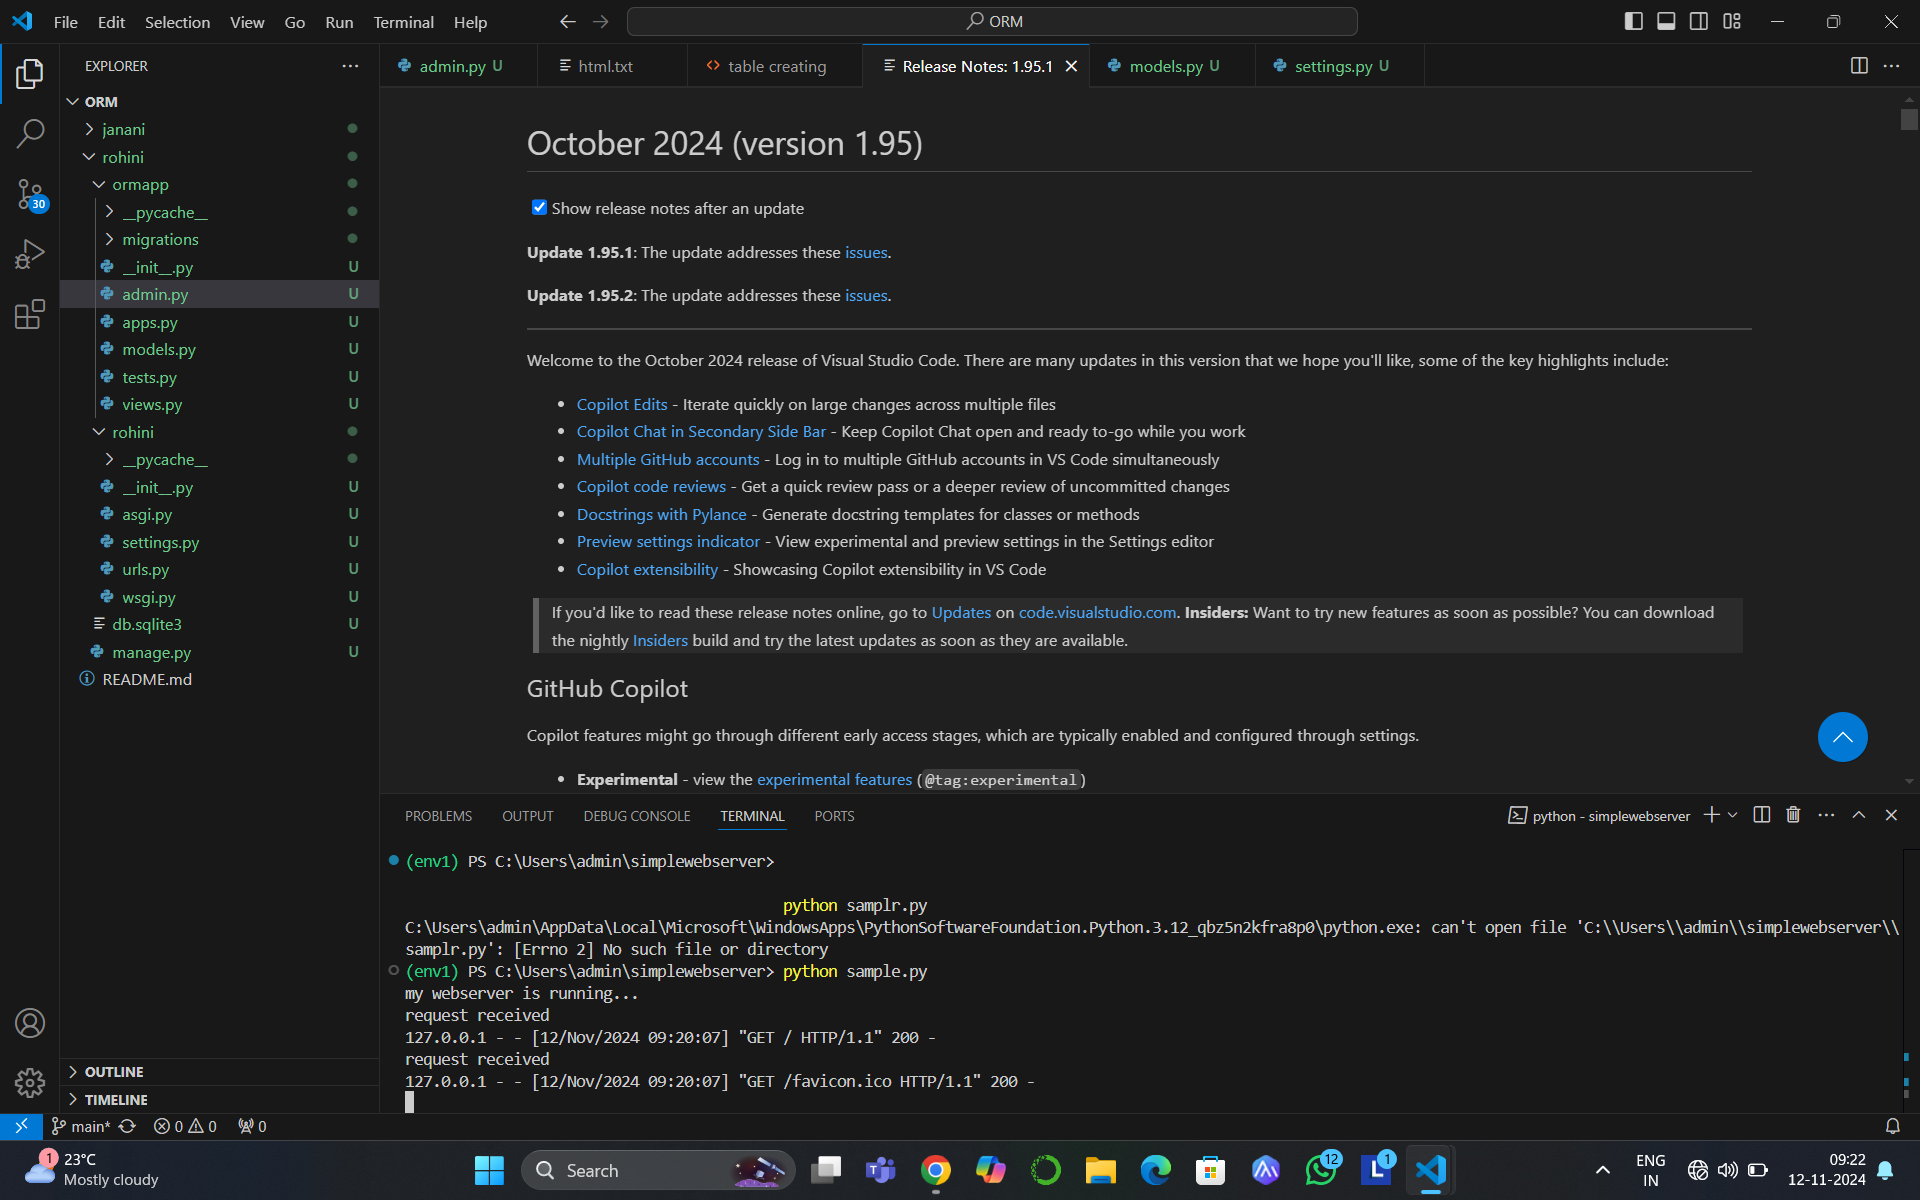 File Edit Selection View Go Run Terminal Help
ORM
EXPLORER
ORM
janani
rohini
ormapp
__pycache__
migrations
__init__.py U
admin.py U
apps.py U
models.py U
tests.py U
views.py U
rohini
__pycache__
__init__.py U
asgi.py U
settings.py U
urls.py U
wsgi.py U
db.sqlite3 U
manage.py U
README.md
OUTLINE
TIMELINE
30
admin.py U
html.txt
table creating
Release Notes: 1.95.1
models.py U
settings.py U
October 2024 (version 1.95)
Show release notes after an update
Update 1.95.1: The update addresses these issues.
Update 1.95.2: The update addresses these issues.
Welcome to the October 2024 release of Visual Studio Code. There are many updates in this version that we hope you'll like, some of the key highlights include:
• Copilot Edits - Iterate quickly on large changes across multiple files
• Copilot Chat in Secondary Side Bar - Keep Copilot Chat open and ready to-go while you work
• Multiple GitHub accounts - Log in to multiple GitHub accounts in VS Code simultaneously
• Copilot code reviews - Get a quick review pass or a deeper review of uncommitted changes
• Docstrings with Pylance - Generate docstring templates for classes or methods
• Preview settings indicator - View experimental and preview settings in the Settings editor
• Copilot extensibility - Showcasing Copilot extensibility in VS Code
If you'd like to read these release notes online, go to Updates on code.visualstudio.com. Insiders: Want to try new features as soon as possible? You can download
the nightly Insiders build and try the latest updates as soon as they are available.
GitHub Copilot
Copilot features might go through different early access stages, which are typically enabled and configured through settings.
• Experimental - view the experimental features (@tag:experimental)
PROBLEMS OUTPUT DEBUG CONSOLE TERMINAL PORTS
python - simplewebserver
(env1) PS C:\Users\admin\simplewebserver>
python samplr.py
C:\Users\admin\AppData\Local\Microsoft\WindowsApps\PythonSoftwareFoundation.Python.3.12_qbz5n2kfra8p0\python.exe: can't open file 'C:\\Users\\admin\\simplewebserver\\
samplr.py': [Errno 2] No such file or directory
(env1) PS C:\Users\admin\simplewebserver> python sample.py
my webserver is running...
request received
127.0.0.1 - - [12/Nov/2024 09:20:07] "GET / HTTP/1.1" 200 -
request received
127.0.0.1 - - [12/Nov/2024 09:20:07] "GET /favicon.ico HTTP/1.1" 200 -
main* 0 0 0
1
23°C
Mostly cloudy
Search
12
L 1
ENG
IN
09:22
12-11-2024